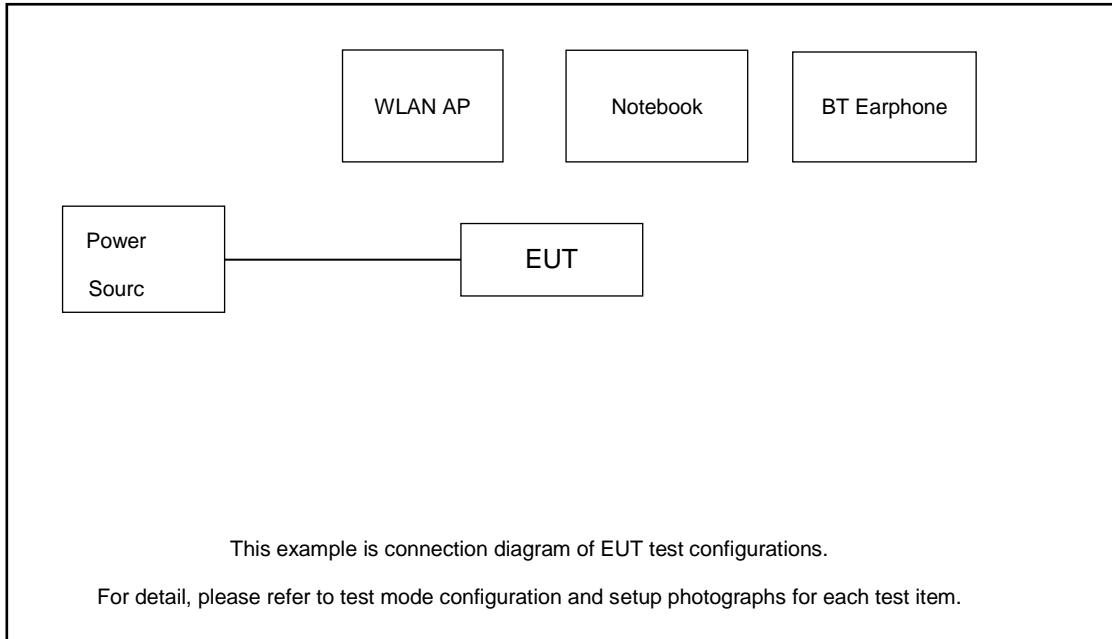 WLAN AP
Notebook
BT Earphone
Power
Sourc
EUT
This example is connection diagram of EUT test configurations.
For detail, please refer to test mode configuration and setup photographs for each test item.